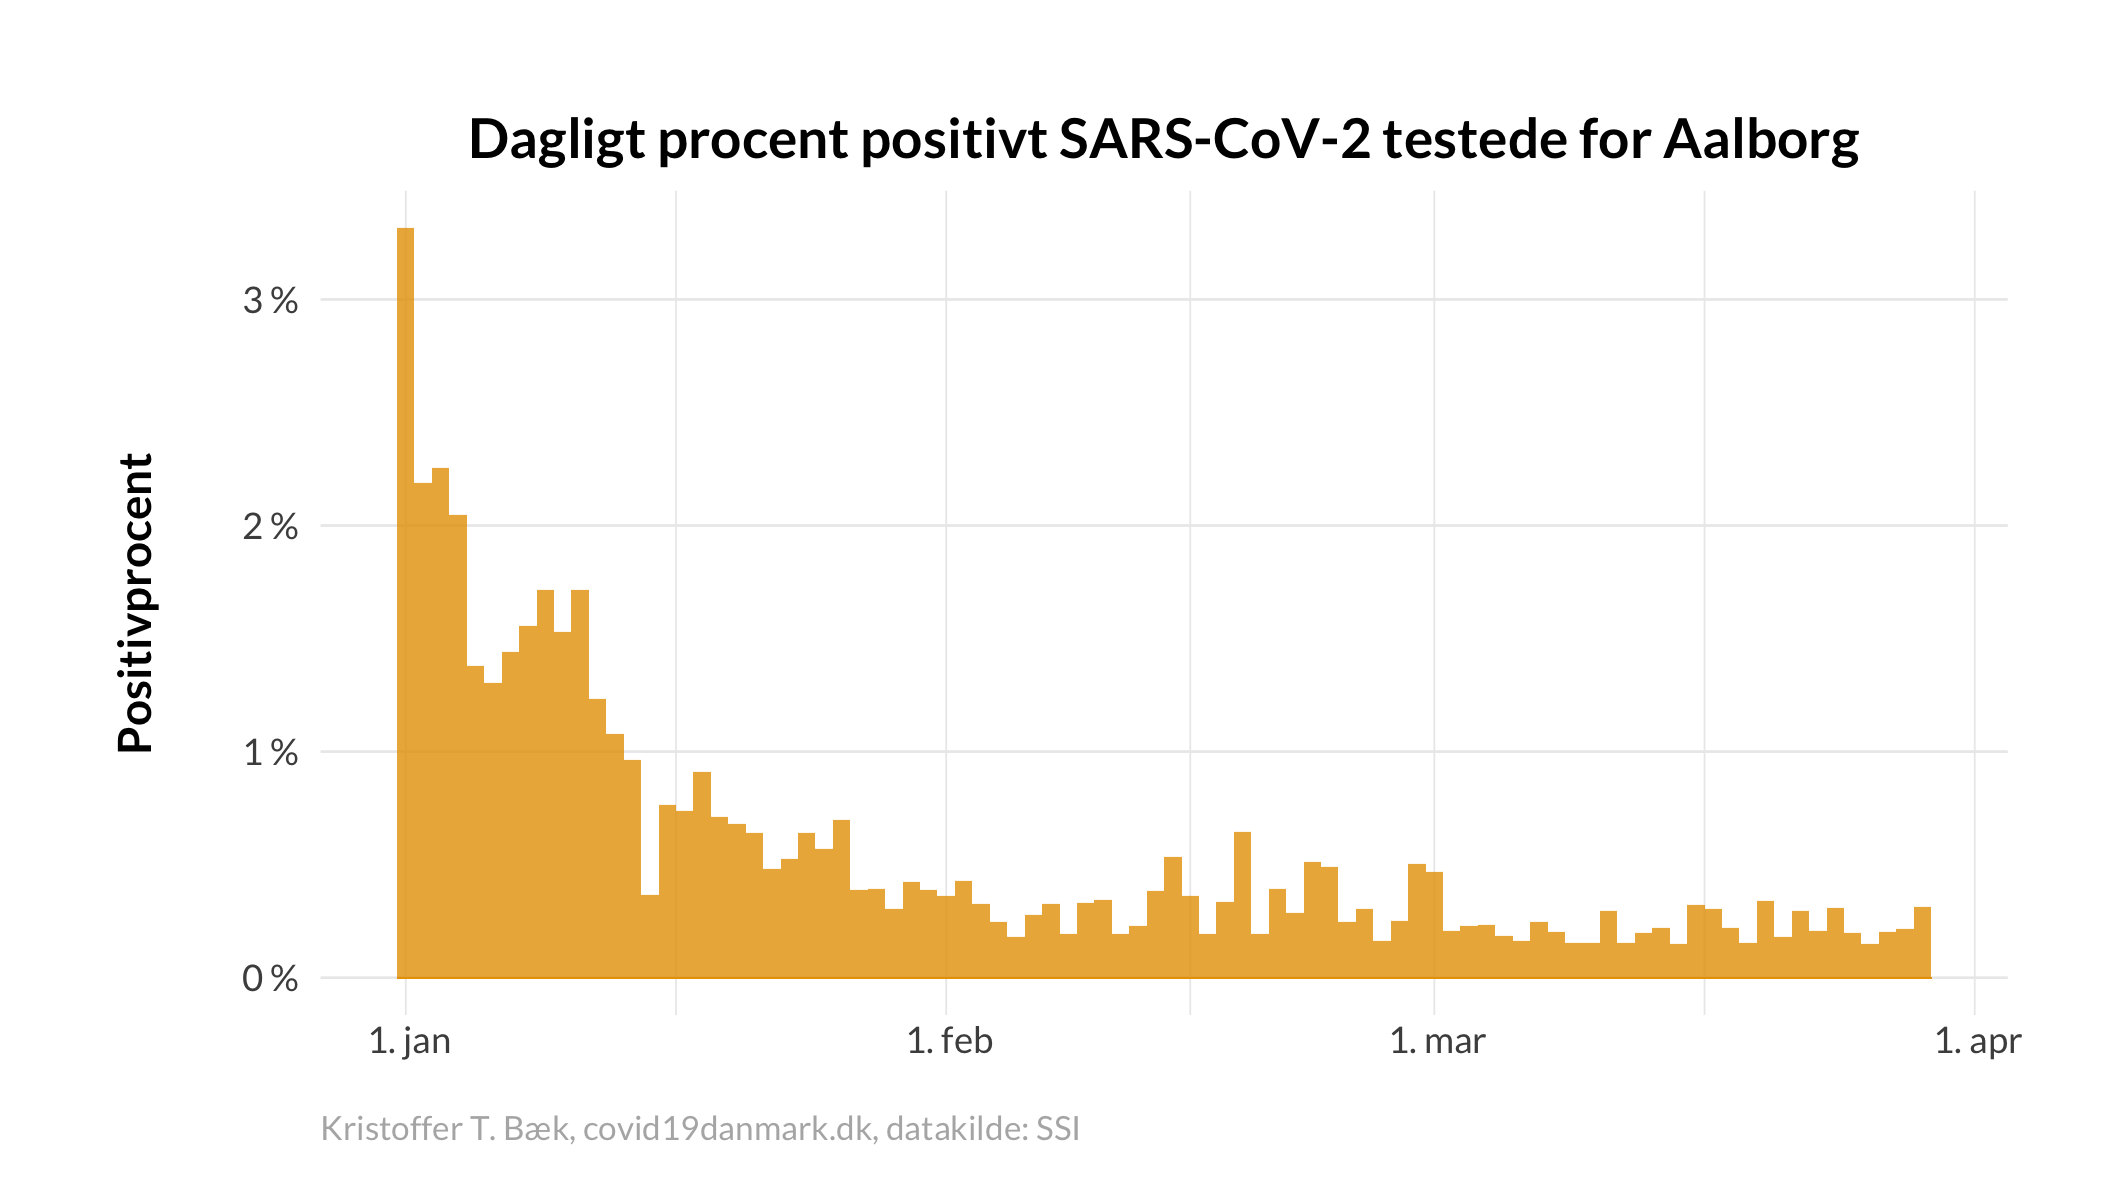 Dagligt procent positivt SARS-CoV-2 testede for Aalborg
Positivprocent
3 %
2 %
1 %
0 %
1. jan
1. feb
1. mar
1. apr
Kristoffer T. Bæk, covid19danmark.dk, datakilde: SSI